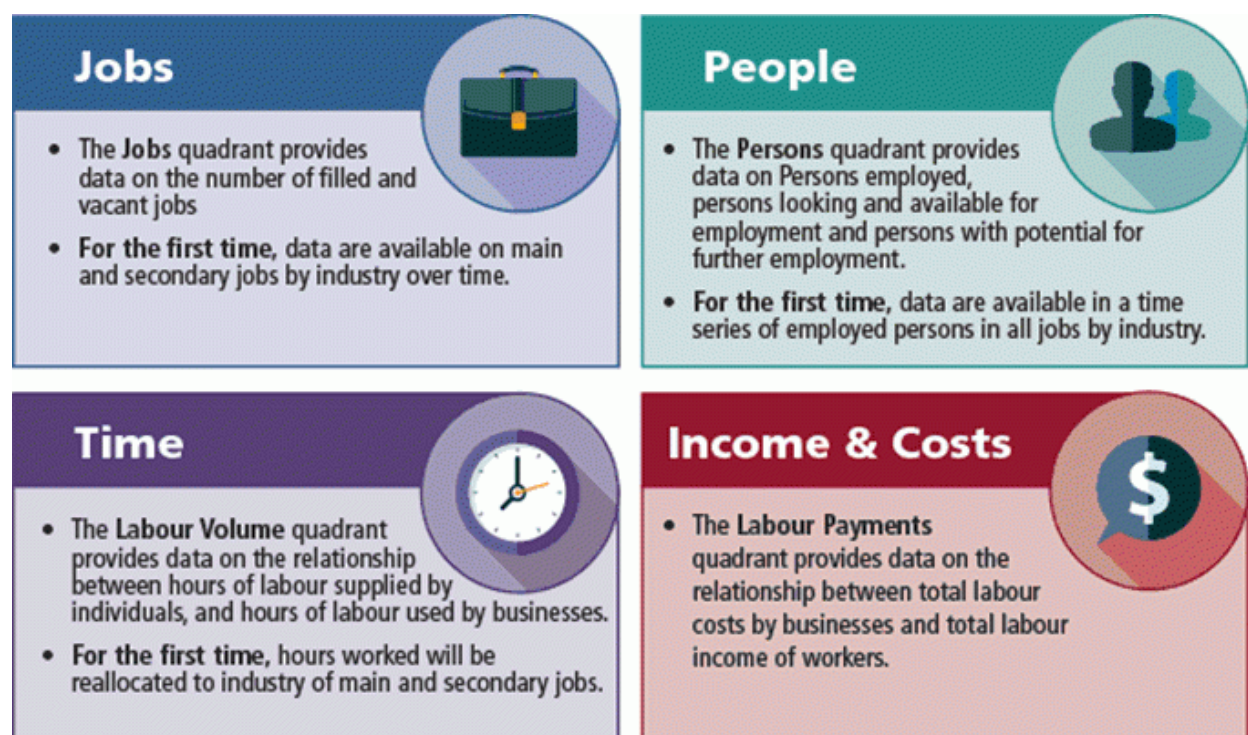 Jobs
• The Jobs quadrant provides
data on the number of filled and
vacant jobs
• For the first time, data are available on main
and secondary jobs by industry over time.
People
• The Persons quadrant provides
data on Persons employed,
persons looking and available for
employment and persons with potential for
further employment.
• For the first time, data are available in a time
series of employed persons in all jobs by industry.
Time
• The Labour Volume quadrant
provides data on the relationship
between hours of labour supplied by
individuals, and hours of labour used by businesses.
• For the first time, hours worked will be
reallocated to industry of main and secondary jobs.
Income & Costs
$
• The Labour Payments
quadrant provides data on the
relationship between total labour
costs by businesses and total labour
income of workers.